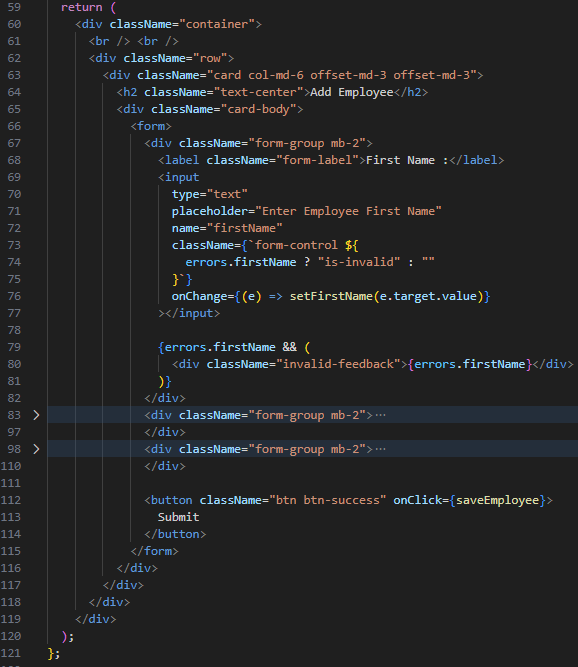 59 return (
60 <div className="container">
61 <br /> <br />
62 <div className="row">
63 <div className="card col-md-6 offset-md-3 offset-md-3">
64 <h2 className="text-center">Add Employee</h2>
65 <div className="card-body">
66 <form>
67 <div className="form-group mb-2">
68 <label className="form-label">First Name :</label>
69 <input
70 type="text"
71 placeholder="Enter Employee First Name"
72 name="firstName"
73 className={`form-control ${
74 errors.firstName ? "is-invalid" : ""
75 }`}
76 onChange={(e) => setFirstName(e.target.value)}
77 ></input>
78
79 {errors.firstName && (
80 <div className="invalid-feedback">{errors.firstName}</div>
81 )}
82 </div>
83 <div className="form-group mb-2">…
97 </div>
98 <div className="form-group mb-2">…
110 </div>
111
112 <button className="btn btn-success" onClick={saveEmployee}>
113 Submit
114 </button>
115 </form>
116 </div>
117 </div>
118 </div>
119 </div>
120 );
121 };